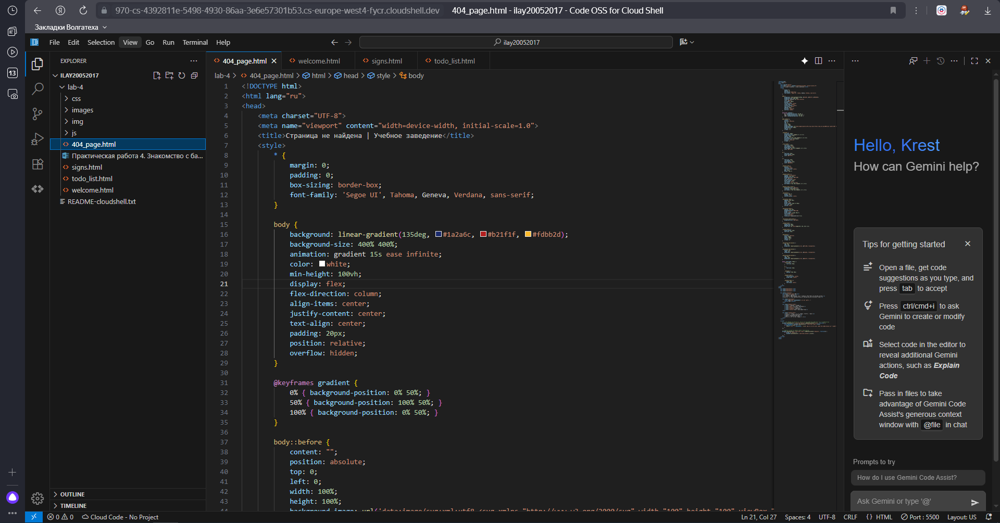 970-cs-4392811e-5498-4930-86aa-3e6e57301b53.cs-europe-west4-fycr.cloudshell.dev 404_page.html - ilay20052017 - Code OSS for Cloud Shell
Закладки Волгатеха
13
File Edit Selection View Go Run Terminal Help
ilay20052017
EXPLORER
ILAY20052017
lab-4
css
images
img
js
404_page.html
Практическая работа 4. Знакомство с ба...
signs.html
todo_list.html
welcome.html
README-cloudshell.txt
OUTLINE
TIMELINE
404_page.html welcome.html signs.html todo_list.html
lab-4 > 404_page.html > html > head > style > body
1 <!DOCTYPE html>
2 <html lang="ru">
3 <head>
4 <meta charset="UTF-8">
5 <meta name="viewport" content="width=device-width, initial-scale=1.0">
6 <title>Страница не найдена | Учебное заведение</title>
7 <style>
8 * {
9 margin: 0;
10 padding: 0;
11 box-sizing: border-box;
12 font-family: 'Segoe UI', Tahoma, Geneva, Verdana, sans-serif;
13 }
14
15 body {
16 background: linear-gradient(135deg, #1a2a6c, #b21f1f, #fdbb2d);
17 background-size: 400% 400%;
18 animation: gradient 15s ease infinite;
19 color: white;
20 min-height: 100vh;
21 display: flex;
22 flex-direction: column;
23 align-items: center;
24 justify-content: center;
25 text-align: center;
26 padding: 20px;
27 position: relative;
28 overflow: hidden;
29 }
30
31 @keyframes gradient {
32 0% { background-position: 0% 50%; }
33 50% { background-position: 100% 50%; }
34 100% { background-position: 0% 50%; }
35 }
36
37 body::before {
38 content: "";
39 position: absolute;
40 top: 0;
41 left: 0;
42 width: 100%;
43 height: 100%;
Hello, Krest
How can Gemini help?
Tips for getting started
Open a file, get code
suggestions as you type, and
press tab to accept
Press ctrl/cmd+i to ask
Gemini to create or modify
code
Select code in the editor to
reveal additional Gemini
actions, such as Explain
Code
Pass in files to take
advantage of Gemini Code
Assist's generous context
window with @file in chat
Prompts to try
How do I use Gemini Code Assist?
Ask Gemini or type '@'
0 0 Cloud Code - No Project
Ln 21, Col 27 Spaces: 4 UTF-8 CRLF {} HTML Port : 5500 Layout: US